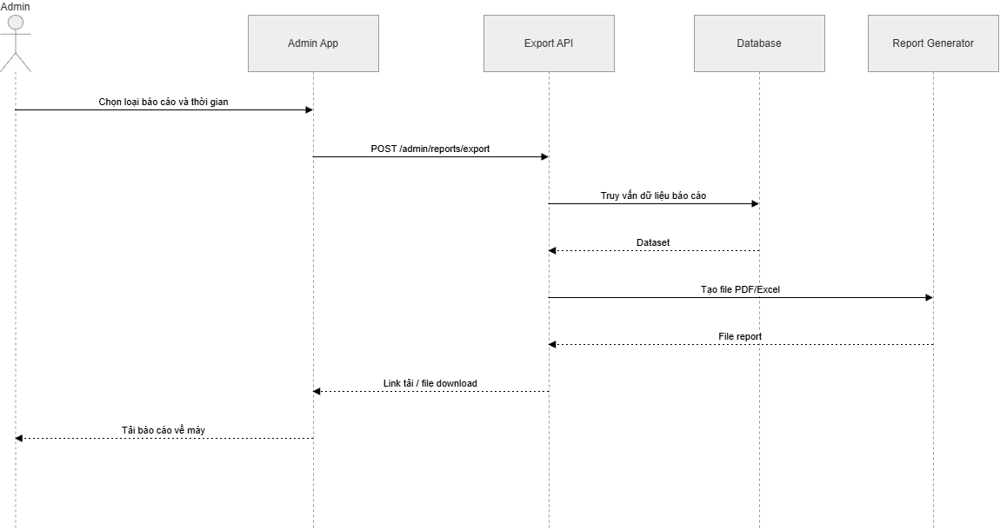 Admin
Admin App
Export API
Database
Report Generator
Chọn loại báo cáo và thời gian
POST /admin/reports/export
Truy vấn dữ liệu báo cáo
Dataset
Tạo file PDF/Excel
File report
Link tải / file download
Tải báo cáo về máy